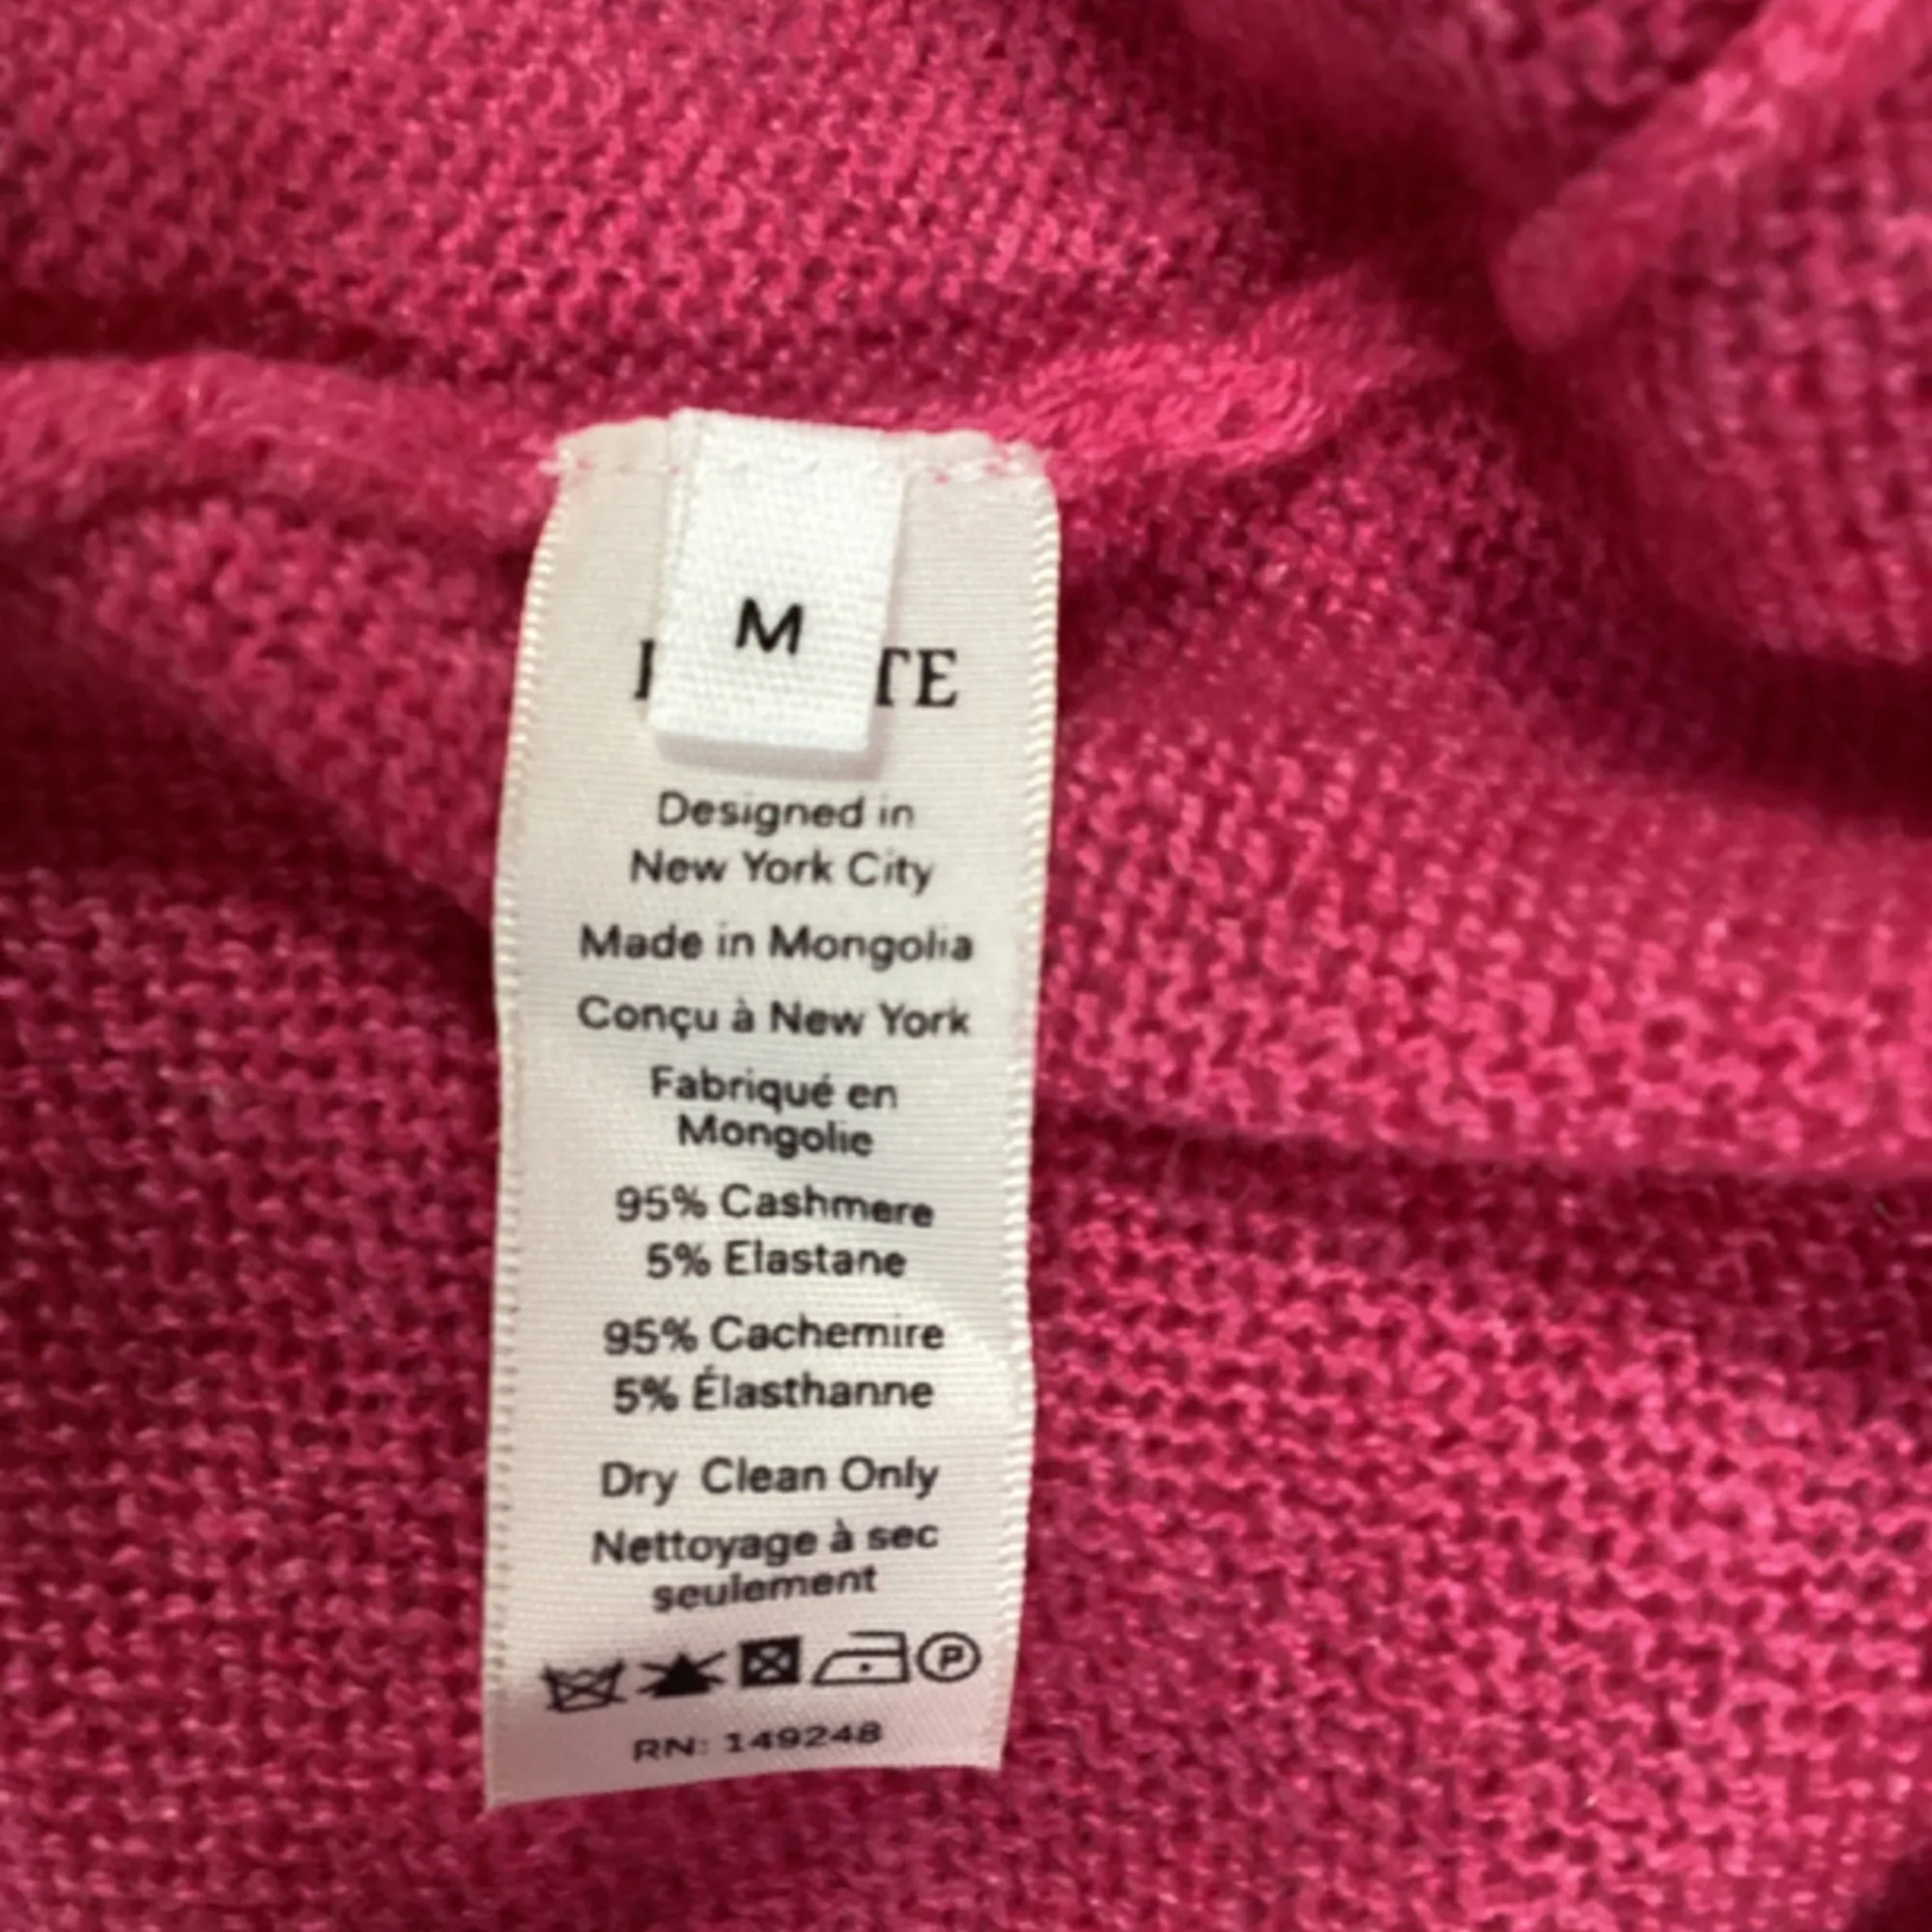 M
TE
Designed in
New York City
Made in Mongolia
Conçu à New York
Fabriqué en
Mongolie
95% Cashmere
5% Elastane
95% Cachemire
5% Élasthanne
Dry Clean Only
Nettoyage à sec
seulement
P
RN: 149248